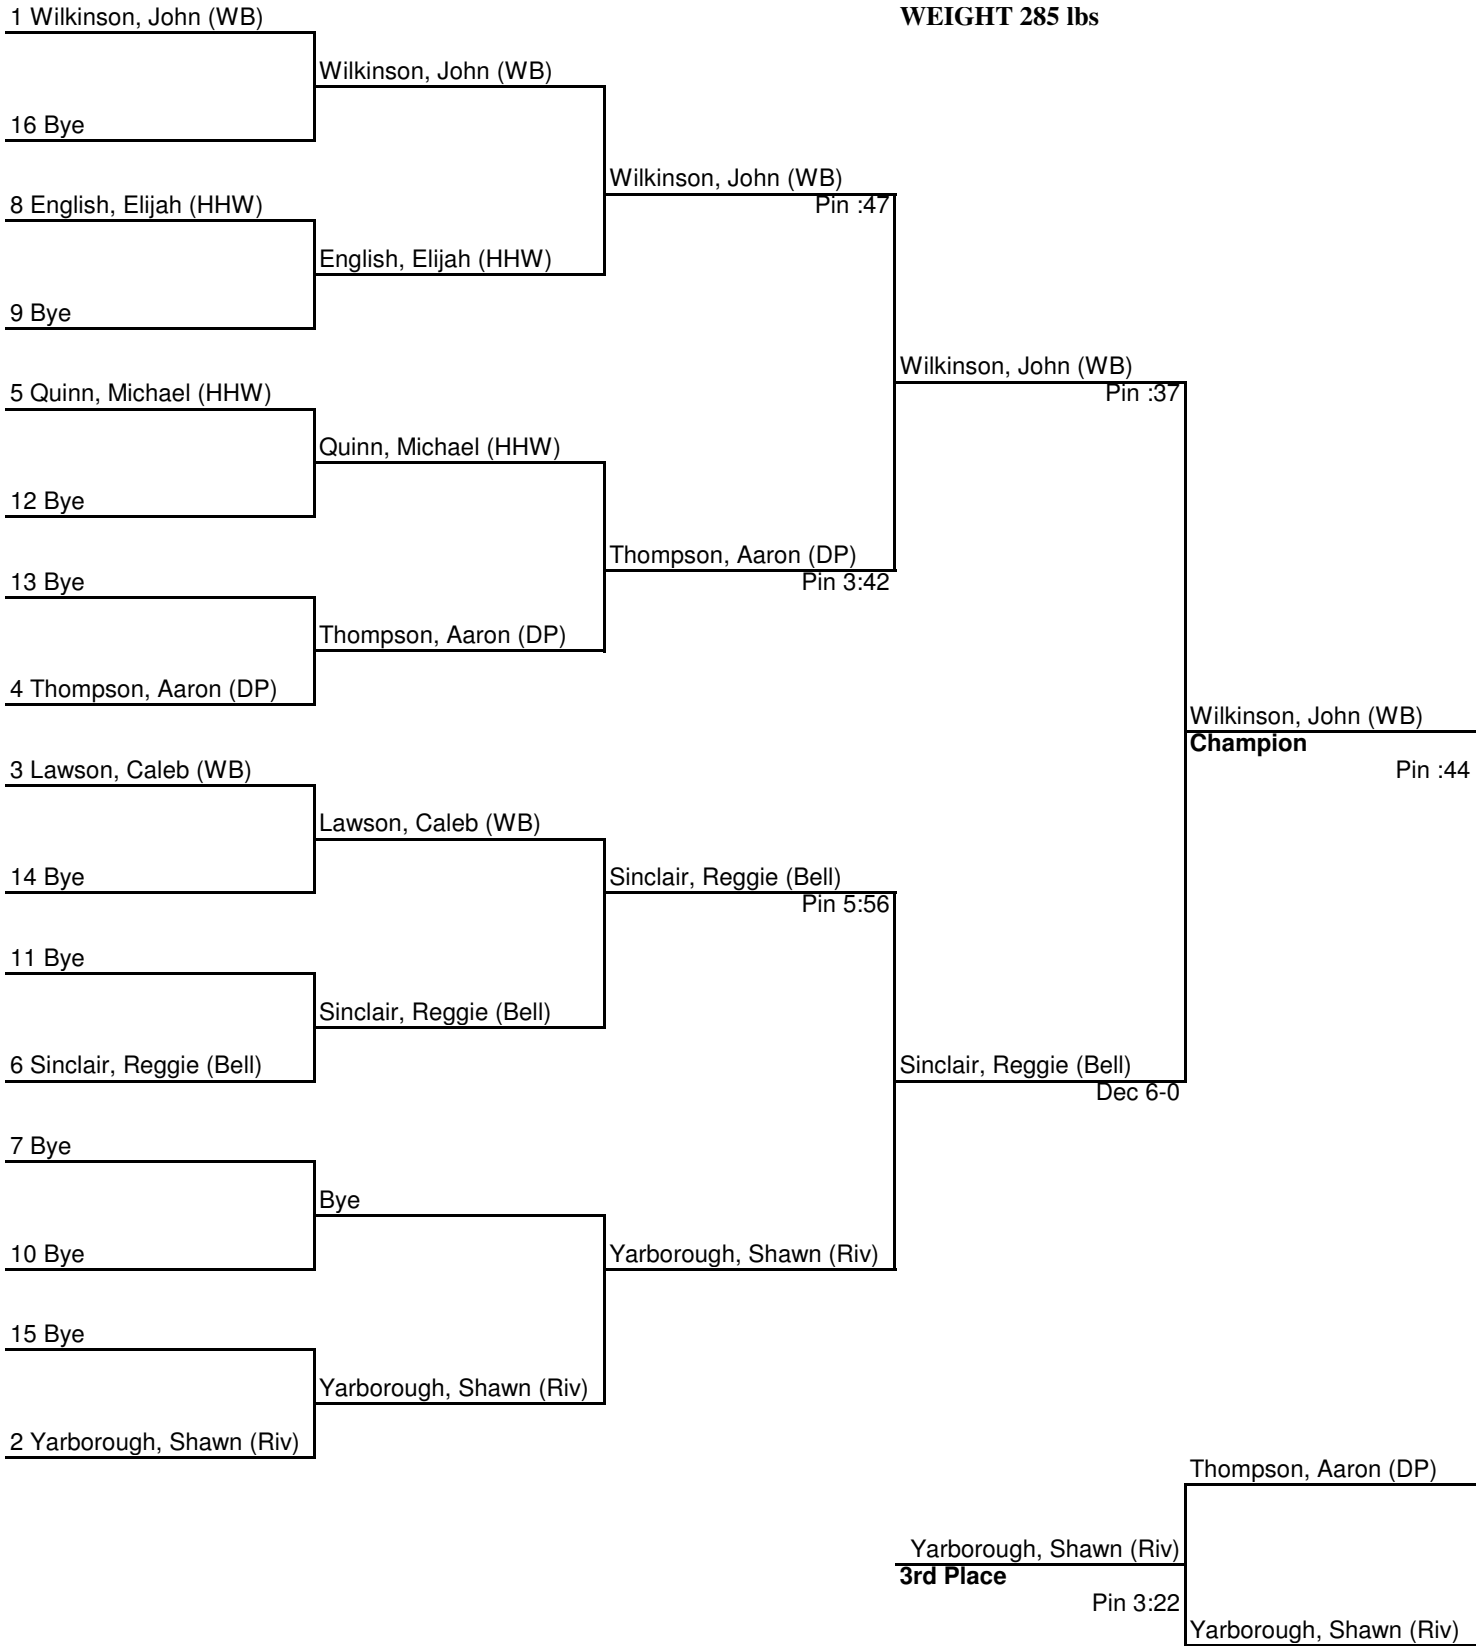 1 Wilkinson, John (WB)
WEIGHT 285 lbs
Wilkinson, John (WB)
16 Bye
Wilkinson, John (WB)
Pin :47
8 English, Elijah (HHW)
English, Elijah (HHW)
9 Bye
Wilkinson, John (WB)
Pin :37
5 Quinn, Michael (HHW)
Quinn, Michael (HHW)
12 Bye
Thompson, Aaron (DP)
Pin 3:42
13 Bye
Thompson, Aaron (DP)
4 Thompson, Aaron (DP)
Wilkinson, John (WB)
Champion
Pin :44
3 Lawson, Caleb (WB)
Lawson, Caleb (WB)
14 Bye
Sinclair, Reggie (Bell)
Pin 5:56
11 Bye
Sinclair, Reggie (Bell)
6 Sinclair, Reggie (Bell)
Sinclair, Reggie (Bell)
Dec 6-0
7 Bye
Bye
10 Bye
Yarborough, Shawn (Riv)
15 Bye
Yarborough, Shawn (Riv)
2 Yarborough, Shawn (Riv)
Thompson, Aaron (DP)
Yarborough, Shawn (Riv)
3rd Place
Pin 3:22
Yarborough, Shawn (Riv)